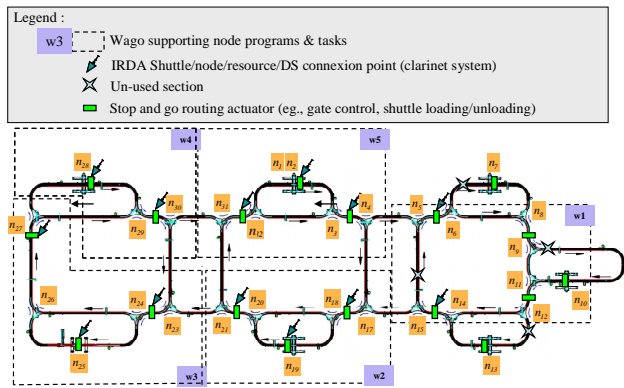 Legend :
w3
Wago supporting node programs & tasks
IRDA Shuttle/node/resource/DS connexion point (clarinet system)
Un-used section
Stop and go routing actuator (eg., gate control, shuttle loading/unloading)
w4
w5
n28
n1 n2
n7
n30
n31
n4
n5
n8
w1
n27
n29
n12
n3
n6
n9
n11
n10
n26
n24
n20
n18
n14
n12
n23
n21
n17
n15
n25
n19
n13
w3
w2